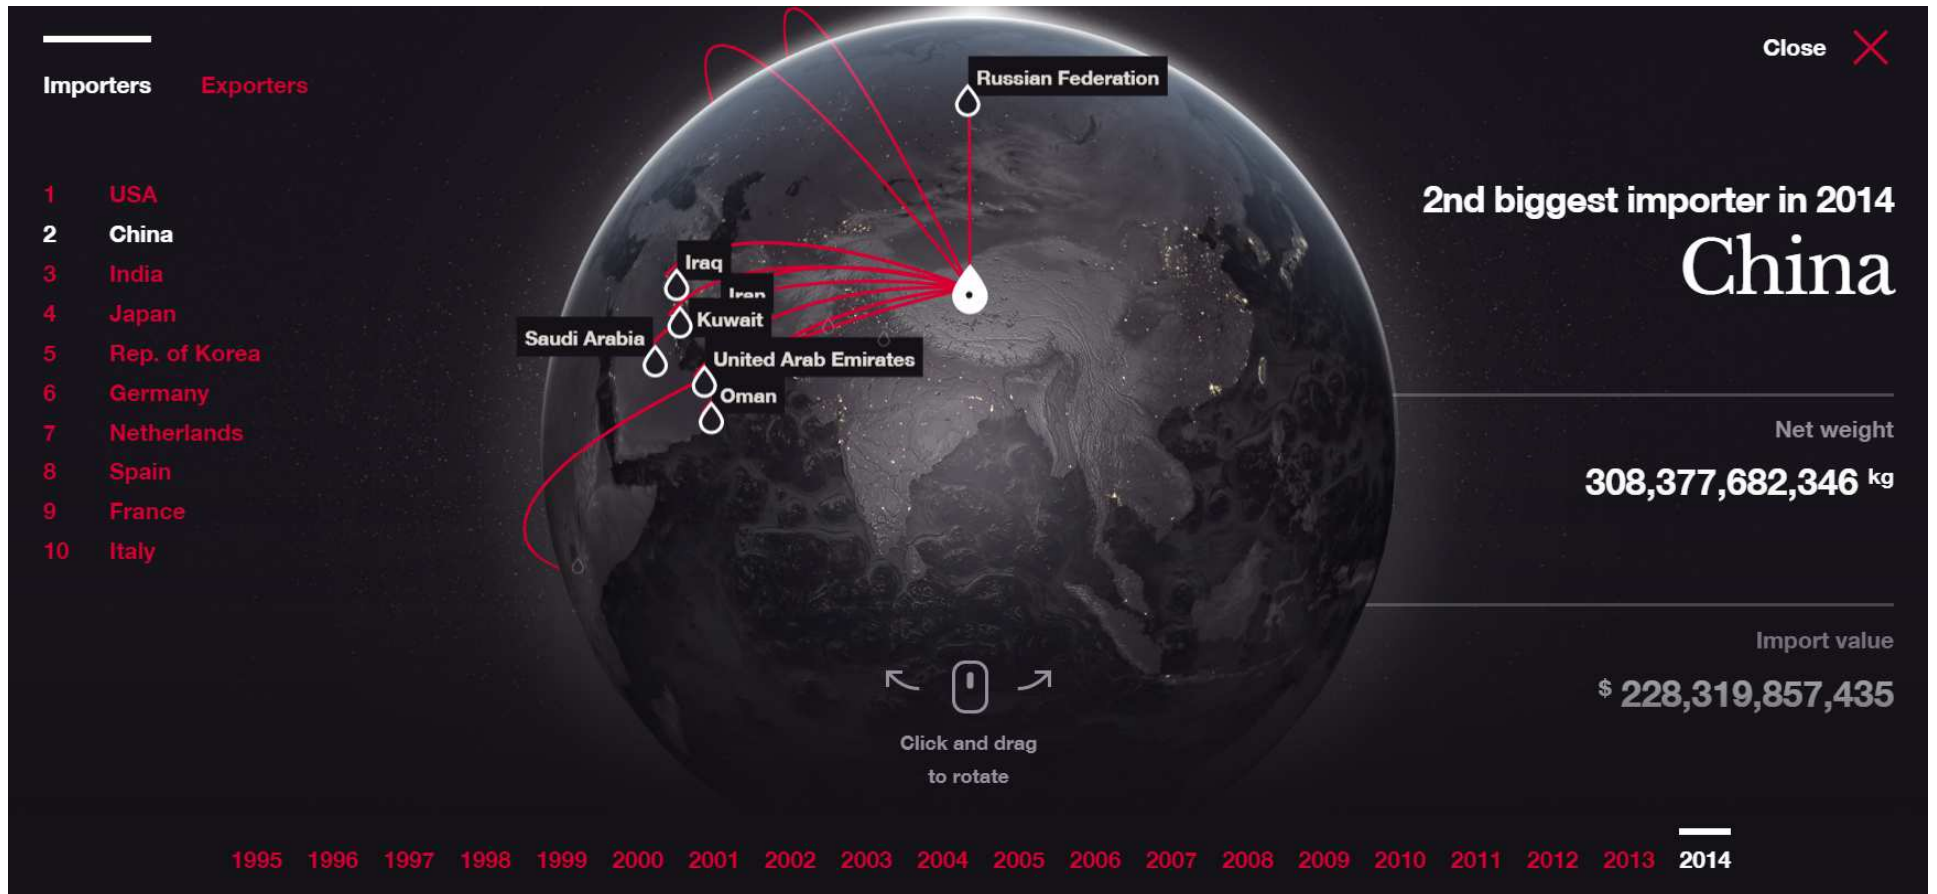 Importers
Exporters
Close
1 USA
2 China
3 India
4 Japan
5 Rep. of Korea
6 Germany
7 Netherlands
8 Spain
9 France
10 Italy
Russian Federation
Iraq
Iran
Kuwait
Saudi Arabia
United Arab Emirates
Oman
2nd biggest importer in 2014
China
Net weight
308,377,682,346 kg
Import value
$ 228,319,857,435
Click and drag
to rotate
1995 1996 1997 1998 1999 2000 2001 2002 2003 2004 2005 2006 2007 2008 2009 2010 2011 2012 2013 2014